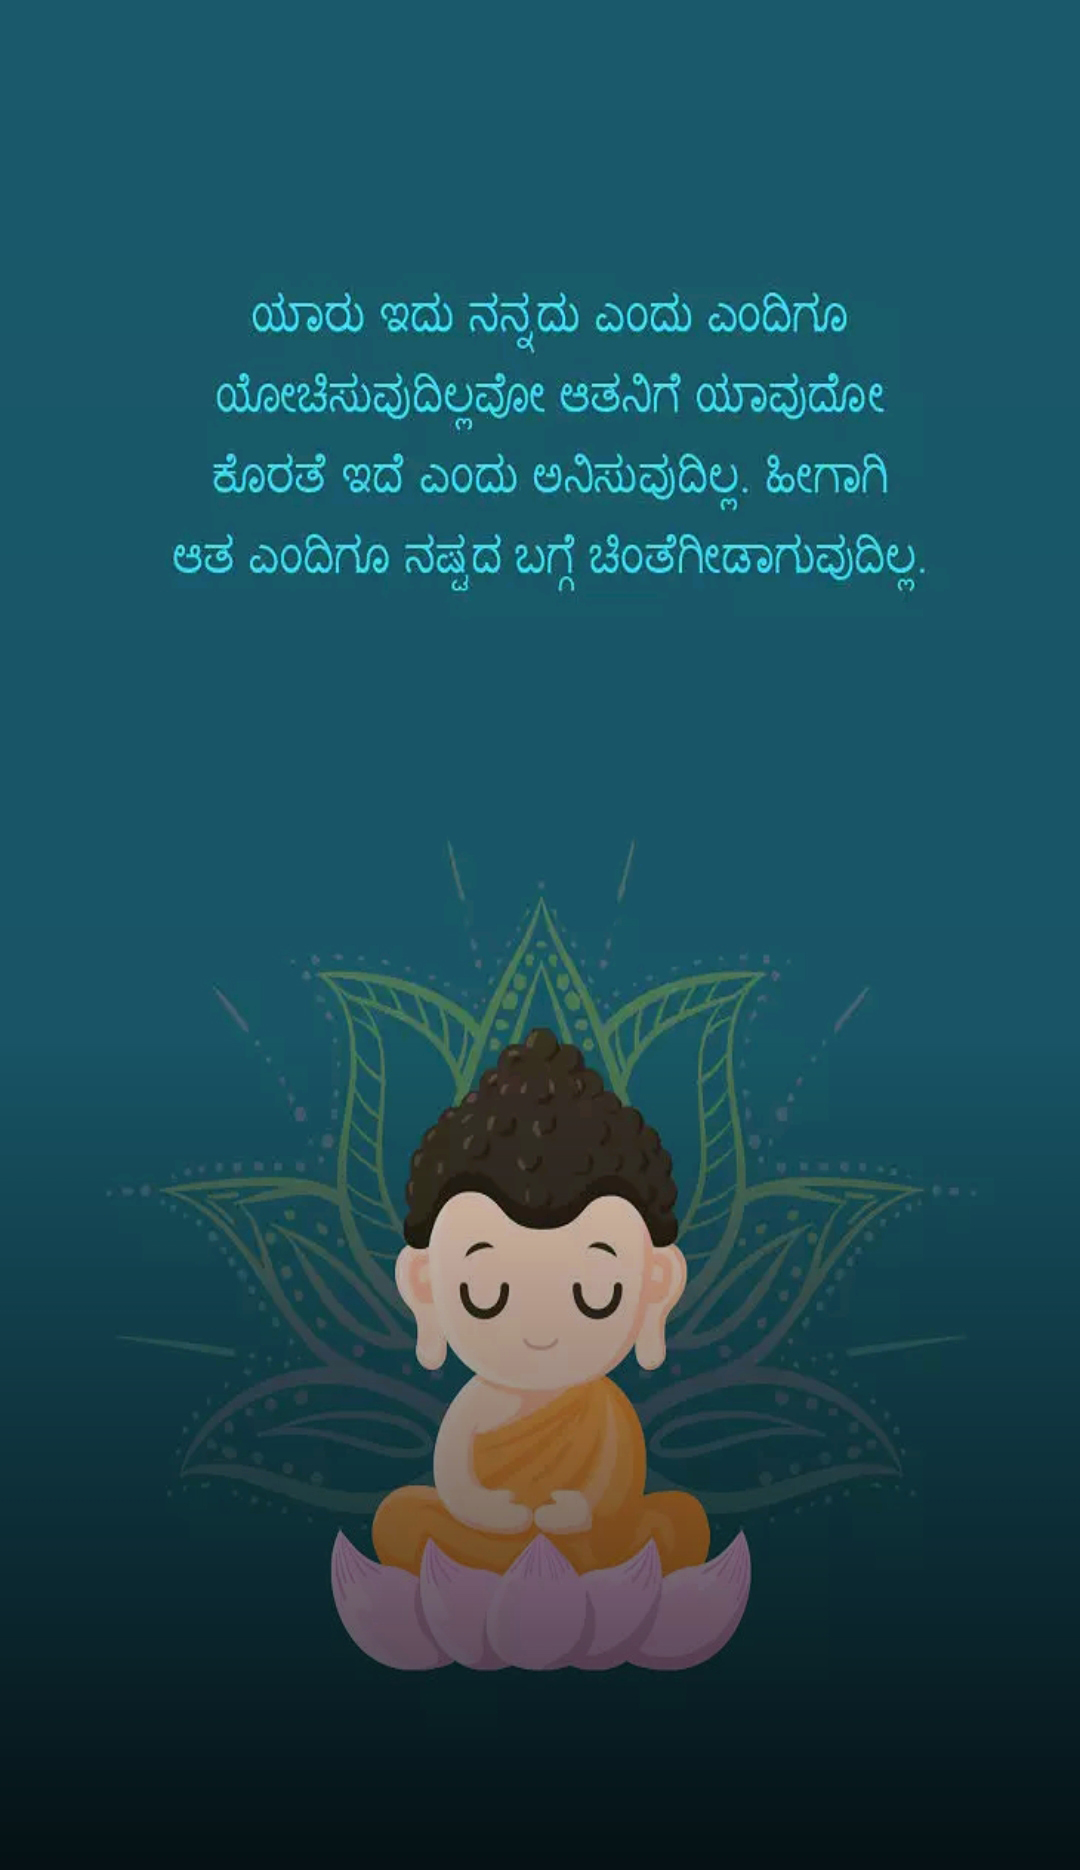 ಯಾರು ಇದು ನನ್ನದು ಎಂದು ಎಂದಿಗೂ
ಯೋಚಿಸುವುದಿಲ್ಲವೋ ಆತನಿಗೆ ಯಾವುದೋ
ಕೊರತೆ ಇದೆ ಎಂದು ಅನಿಸುವುದಿಲ್ಲ. ಹೀಗಾಗಿ
ಆತ ಎಂದಿಗೂ ನಷ್ಟದ ಬಗ್ಗೆ ಚಿಂತೆಗೀಡಾಗುವುದಿಲ್ಲ.